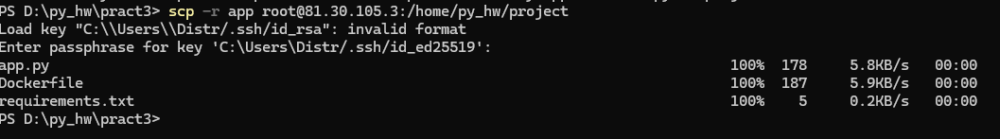 PS D:\py_hw\pract3> scp -r app root@81.30.105.3:/home/py_hw/project
Load key "C:\\Users\\Distr/.ssh/id_rsa": invalid format
Enter passphrase for key 'C:\Users\Distr/.ssh/id_ed25519':
app.py 100% 178 5.8KB/s 00:00
Dockerfile 100% 187 5.9KB/s 00:00
requirements.txt 100% 5 0.2KB/s 00:00
PS D:\py_hw\pract3>